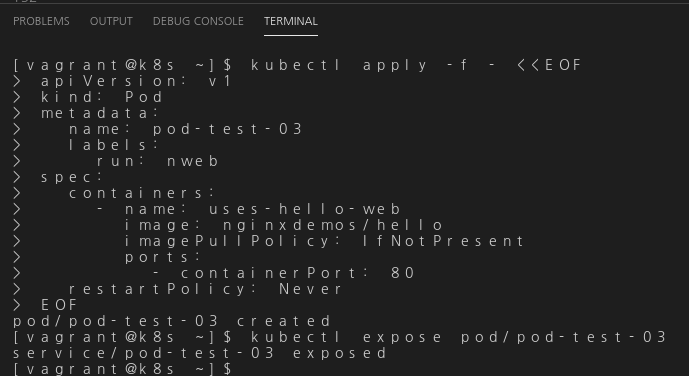 PROBLEMS OUTPUT DEBUG CONSOLE TERMINAL
[vagrant@k8s ~]$ kubectl apply -f - <<EOF
> apiVersion: v1
> kind: Pod
> metadata:
>   name: pod-test-03
>   labels:
>     run: nweb
> spec:
>   containers:
>     - name: uses-hello-web
>       image: nginxdemos/hello
>       imagePullPolicy: IfNotPresent
>       ports:
>         - containerPort: 80
>   restartPolicy: Never
> EOF
pod/pod-test-03 created
[vagrant@k8s ~]$ kubectl expose pod/pod-test-03
service/pod-test-03 exposed
[vagrant@k8s ~]$